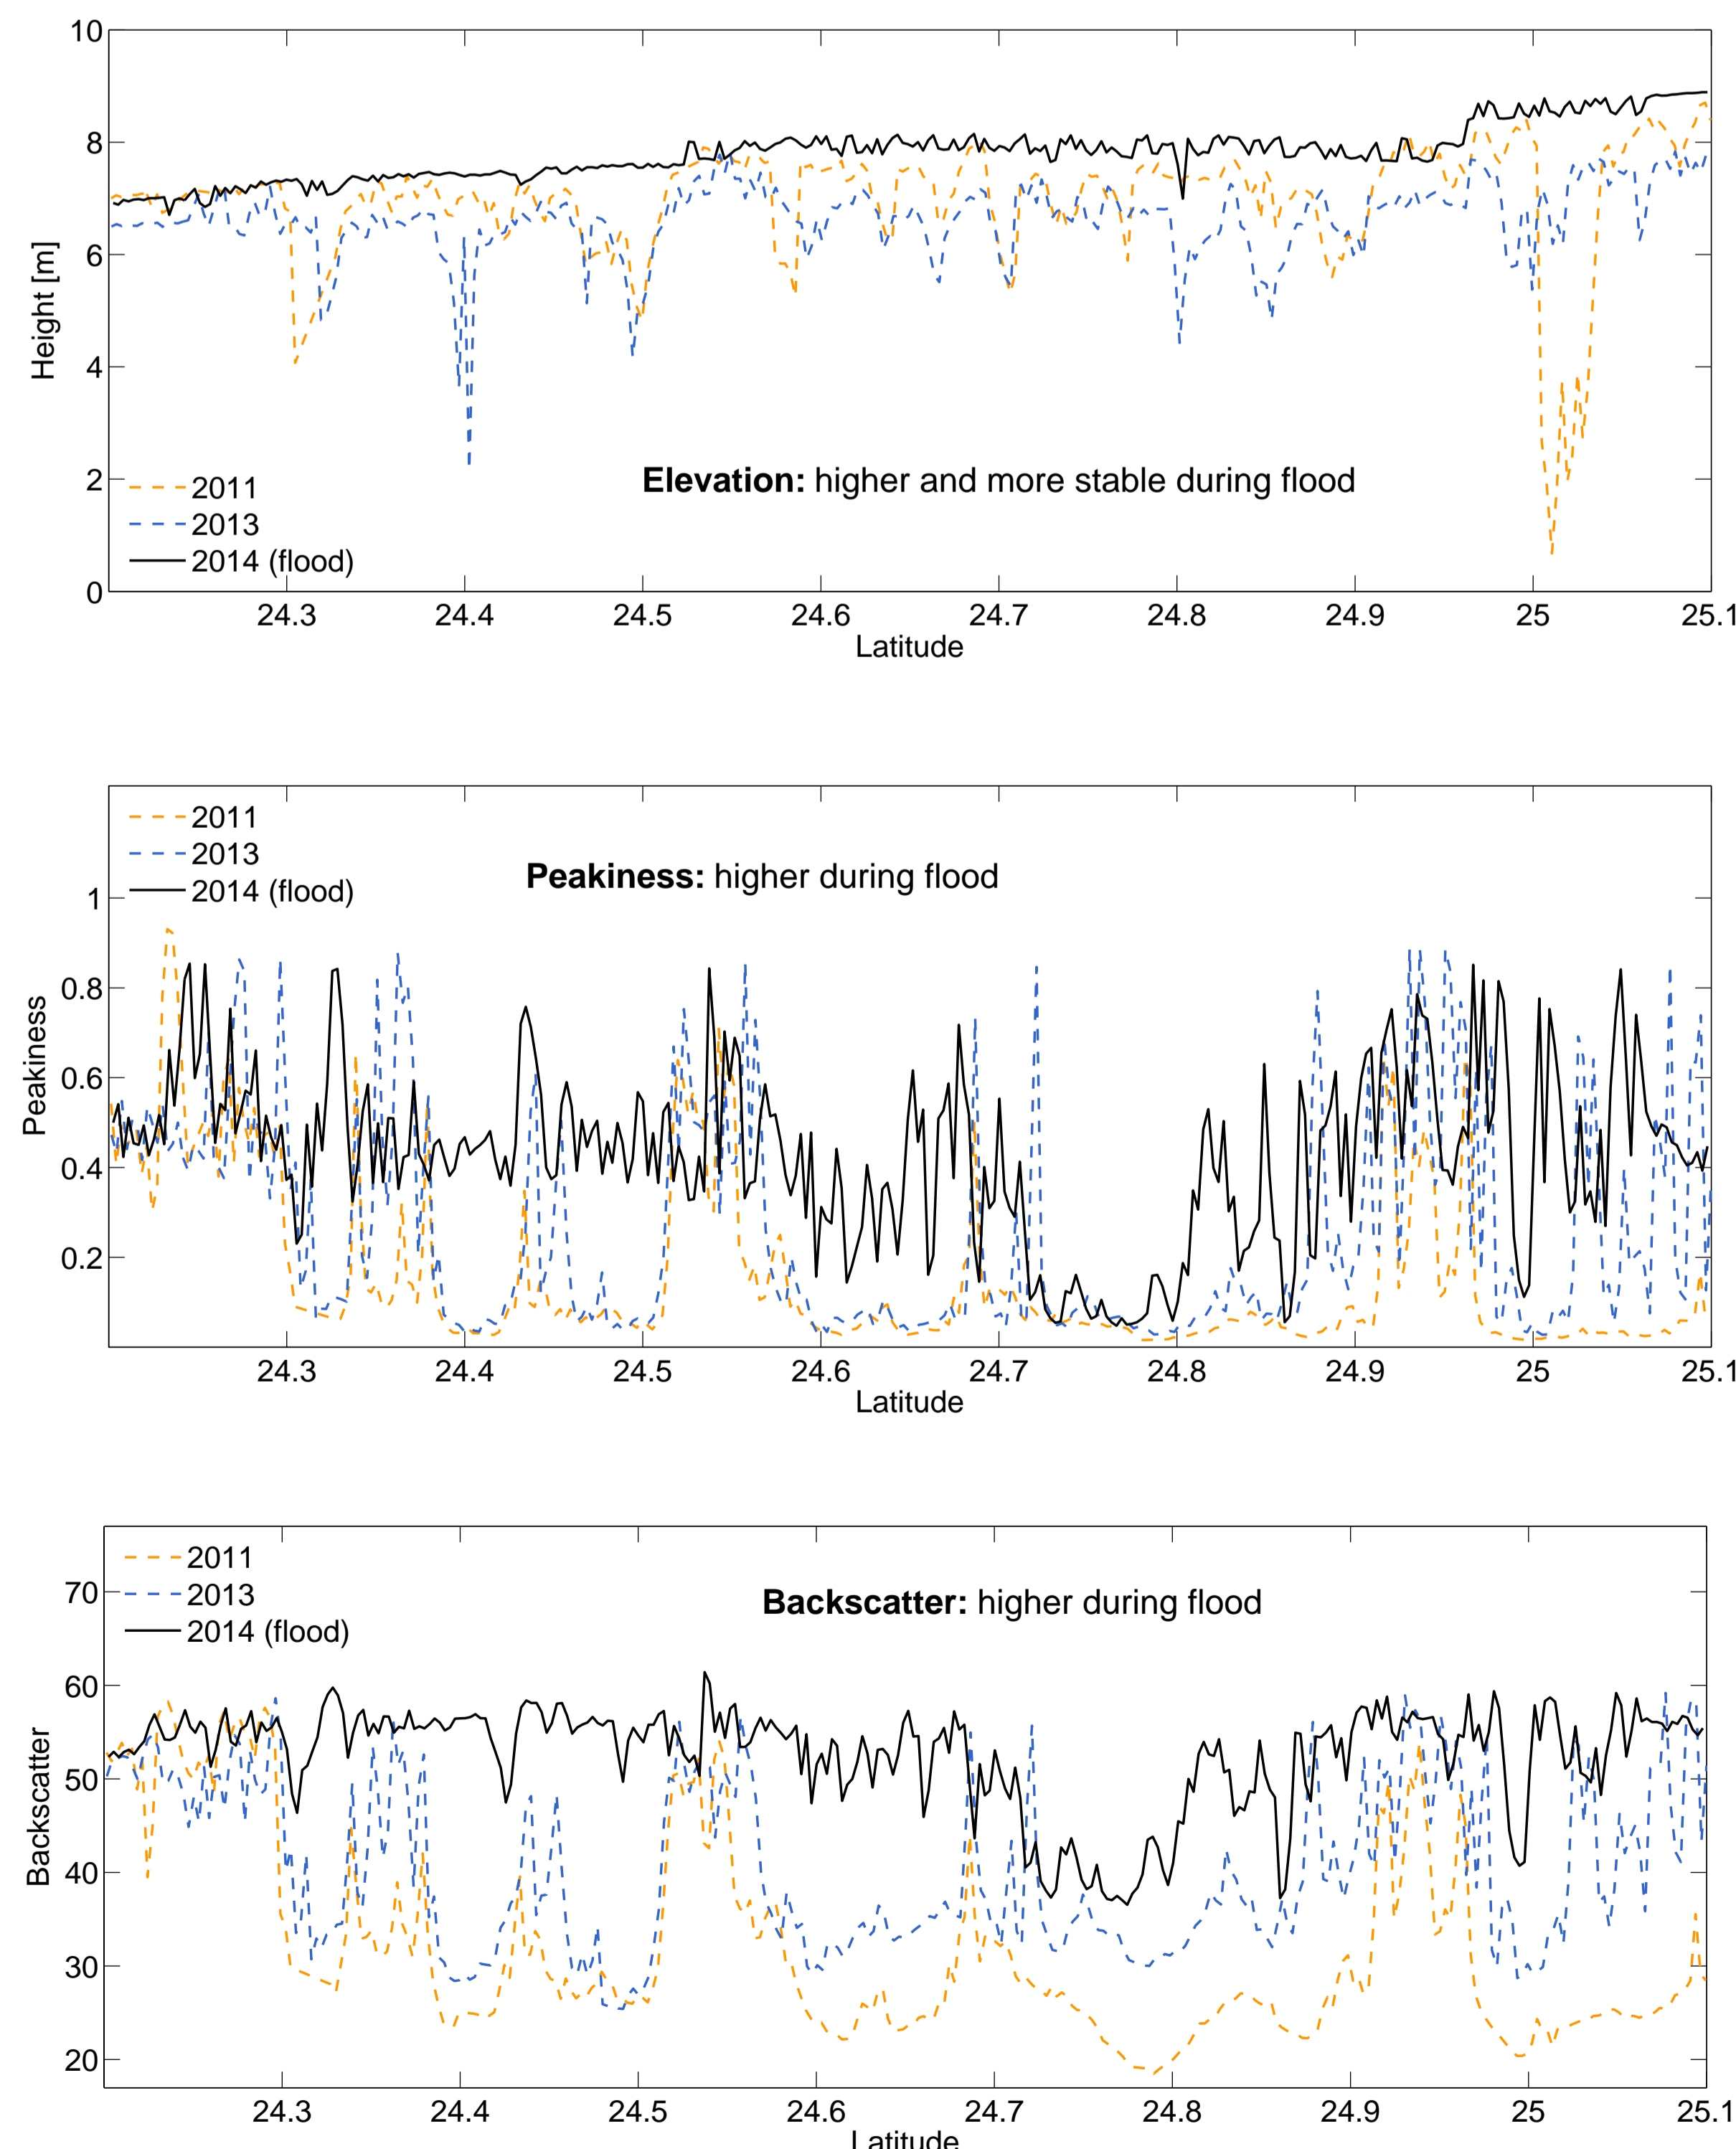 10
8
6
4
2
0
Height [m]
Elevation: higher and more stable during flood
2011
2013
2014 (flood)
24.3 24.4 24.5 24.6 24.7 24.8 24.9 25 25.1
Latitude
2011
2013
2014 (flood)
Peakiness: higher during flood
1
0.8
0.6
0.4
0.2
Peakiness
24.3 24.4 24.5 24.6 24.7 24.8 24.9 25 25.1
Latitude
2011
2013
2014 (flood)
Backscatter: higher during flood
70
60
50
40
30
20
Backscatter
24.3 24.4 24.5 24.6 24.7 24.8 24.9 25 25.1
Latitude